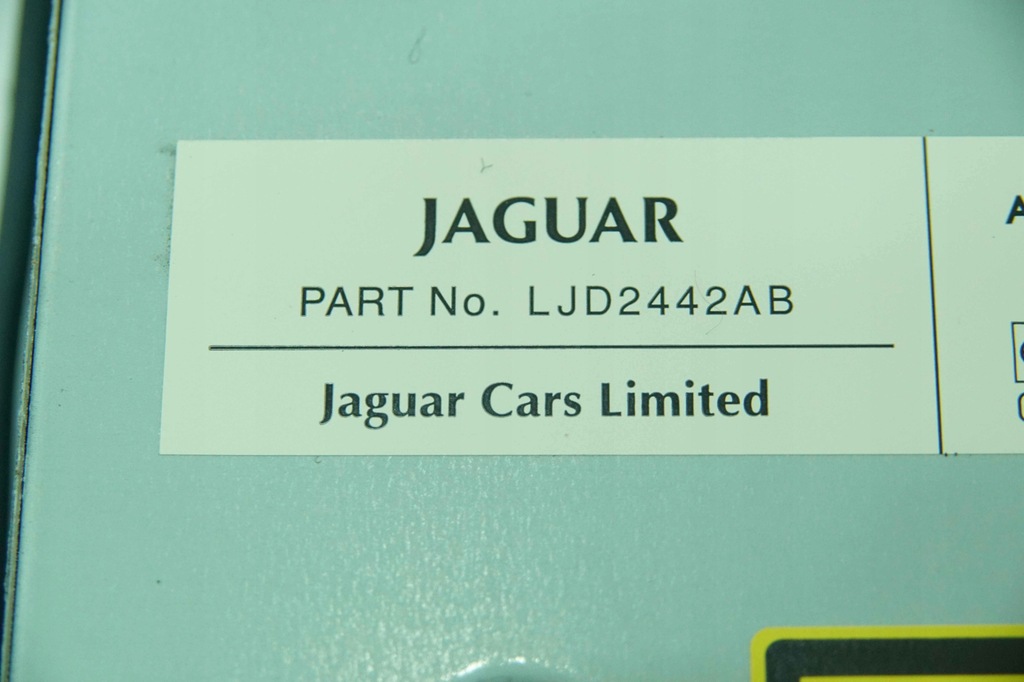 JAGUAR
PART No. LJD2442AB
Jaguar Cars Limited
A